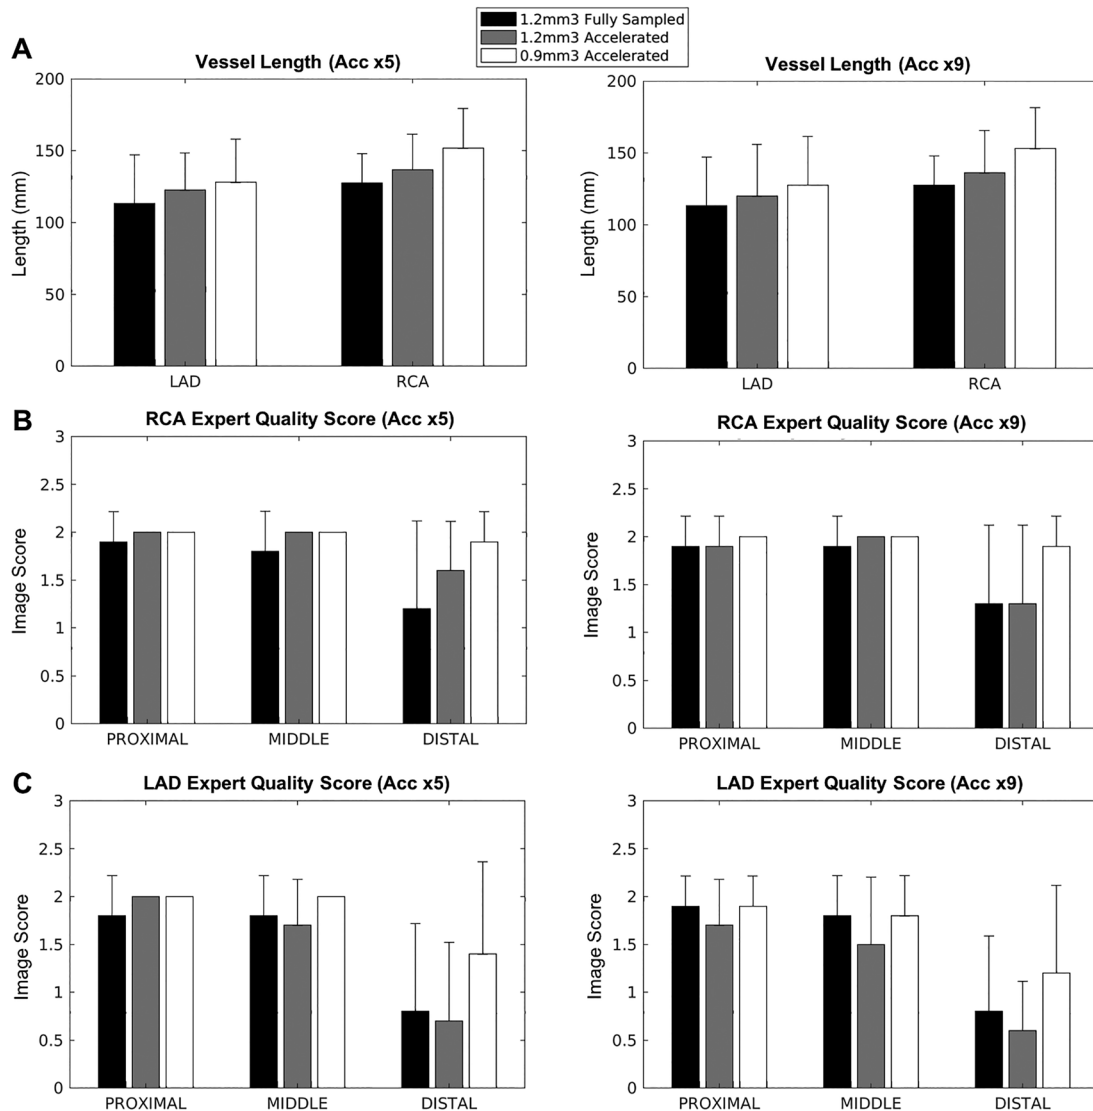 1.2mm3 Fully Sampled
1.2mm3 Accelerated
0.9mm3 Accelerated
A
Vessel Length (Acc x5)
Length (mm)
200
150
100
50
0
LAD RCA
Vessel Length (Acc x9)
Length (mm)
200
150
100
50
0
LAD RCA
B
RCA Expert Quality Score (Acc x5)
Image Score
3
2.5
2
1.5
1
0.5
0
PROXIMAL MIDDLE DISTAL
RCA Expert Quality Score (Acc x9)
Image Score
3
2.5
2
1.5
1
0.5
0
PROXIMAL MIDDLE DISTAL
C
LAD Expert Quality Score (Acc x5)
Image Score
3
2.5
2
1.5
1
0.5
0
PROXIMAL MIDDLE DISTAL
LAD Expert Quality Score (Acc x9)
Image Score
3
2.5
2
1.5
1
0.5
0
PROXIMAL MIDDLE DISTAL